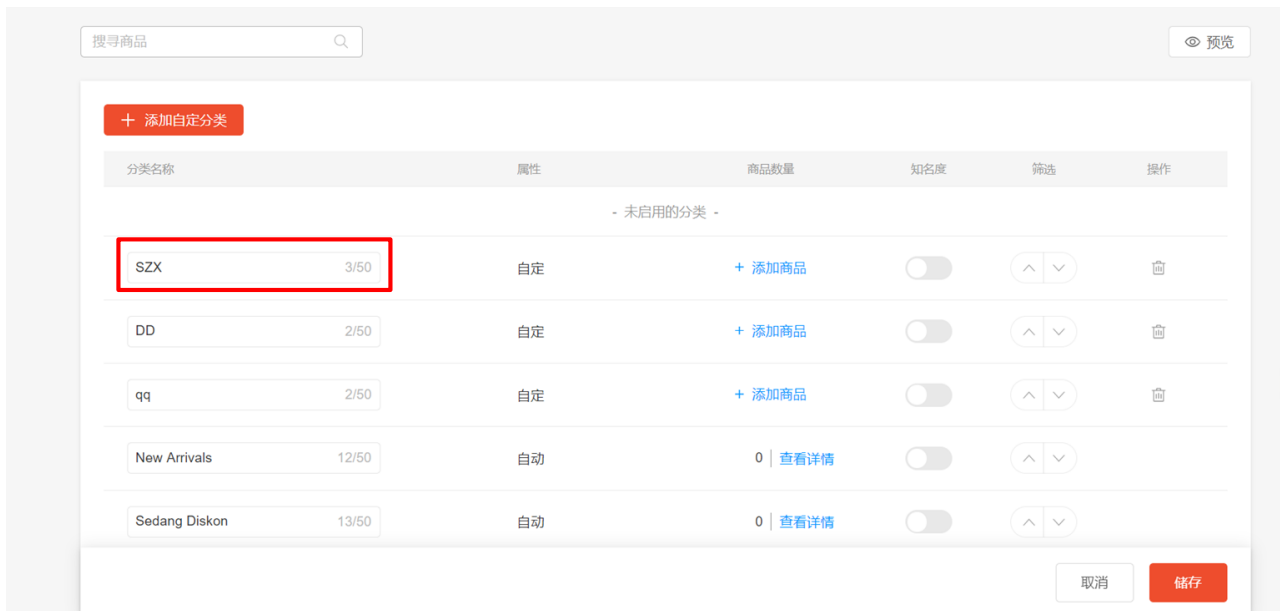 搜寻商品
预览
添加自定分类
分类名称 属性 商品数量 知名度 筛选 操作
- 未启用的分类 -
SZX 3/50 自定 + 添加商品
DD 2/50 自定 + 添加商品
qq 2/50 自定 + 添加商品
New Arrivals 12/50 自动 0 查看详情
Sedang Diskon 13/50 自动 0 查看详情
取消 储存